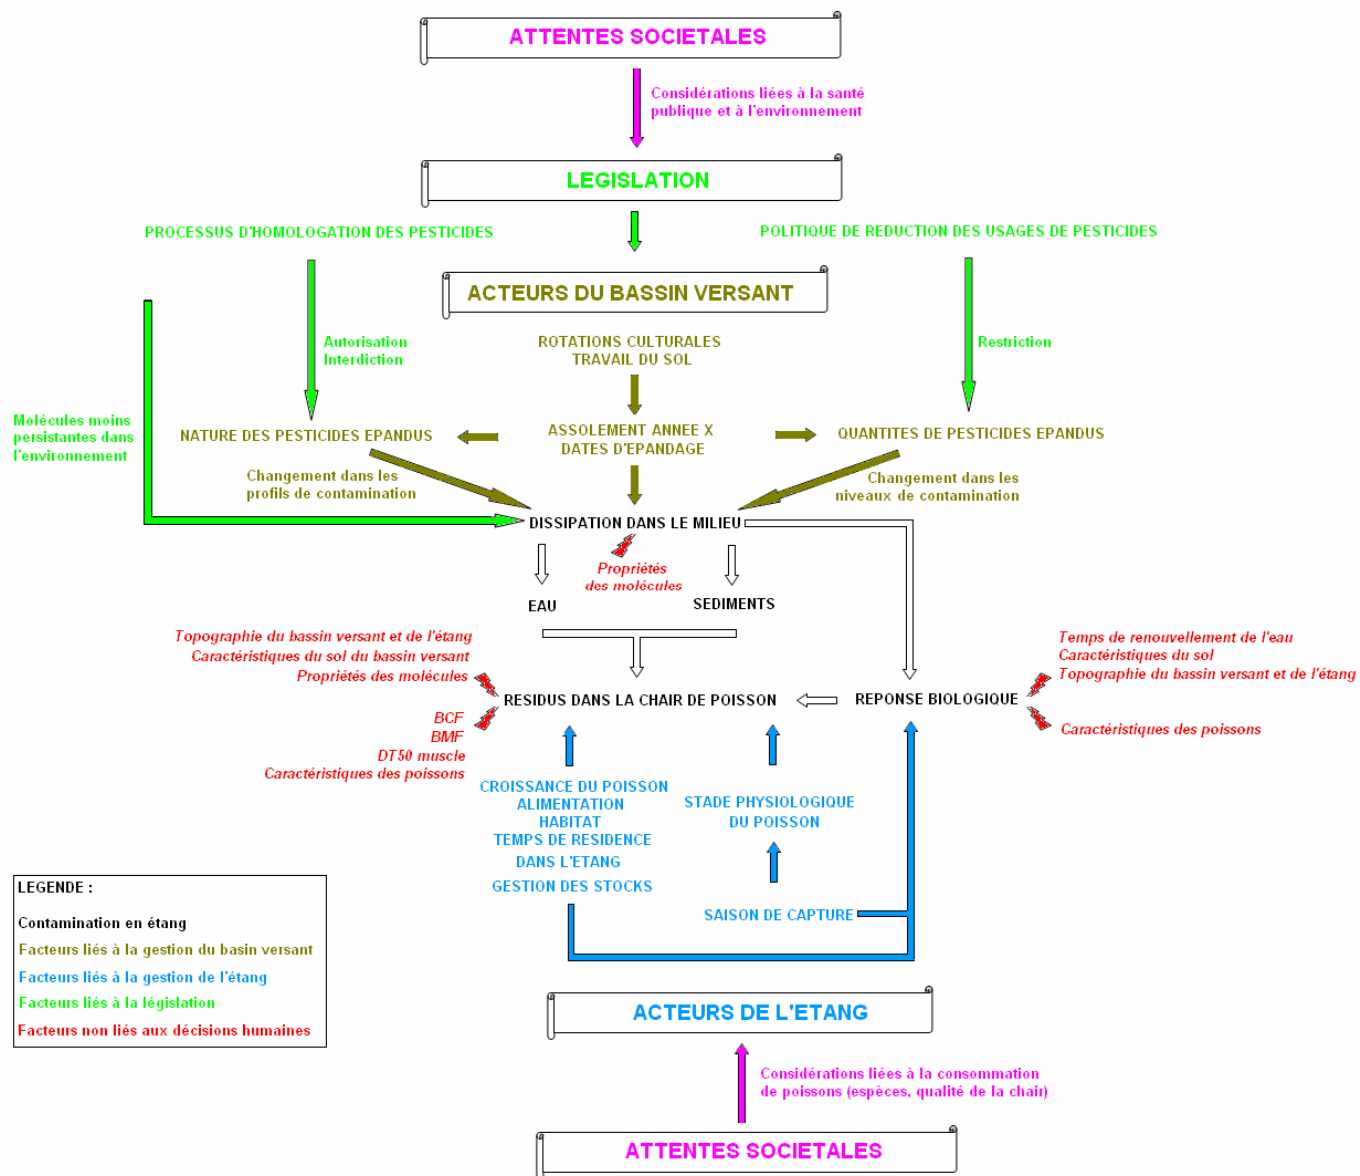 ATTENTES SOCIETALES
Considérations liées à la santé
publique et à l'environnement
LEGISLATION
PROCESSUS D'HOMOLOGATION DES PESTICIDES
POLITIQUE DE REDUCTION DES USAGES DE PESTICIDES
ACTEURS DU BASSIN VERSANT
Autorisation
Interdiction
ROTATIONS CULTURALES
TRAVAIL DU SOL
Restriction
Molécules moins
persistantes dans
l'environnement
NATURE DES PESTICIDES EPANDUS
ASSOLEMENT ANNEE X
DATES D'EPANDAGE
QUANTITES DE PESTICIDES EPANDUS
Changement dans les
profils de contamination
Changement dans les
niveaux de contamination
DISSIPATION DANS LE MILIEU
Propriétés
des molécules
EAU
SEDIMENTS
Topographie du bassin versant et de l'étang
Caractéristiques du sol du bassin versant
Propriétés des molécules
Temps de renouvellement de l'eau
Caractéristiques du sol
Topographie du bassin versant et de l'étang
RESIDUS DANS LA CHAIR DE POISSON
REPONSE BIOLOGIQUE
BCF
BMF
DT50 muscle
Caractéristiques des poissons
Caractéristiques des poissons
CROISSANCE DU POISSON
ALIMENTATION
HABITAT
TEMPS DE RESIDENCE
DANS L'ETANG
GESTION DES STOCKS
STADE PHYSIOLOGIQUE
DU POISSON
SAISON DE CAPTURE
LEGENDE :
Contamination en étang
Facteurs liés à la gestion du basin versant
Facteurs liés à la gestion de l'étang
Facteurs liés à la législation
Facteurs non liés aux décisions humaines
ACTEURS DE L'ETANG
Considérations liées à la consommation
de poissons (espèces, qualité de la chair)
ATTENTES SOCIETALES